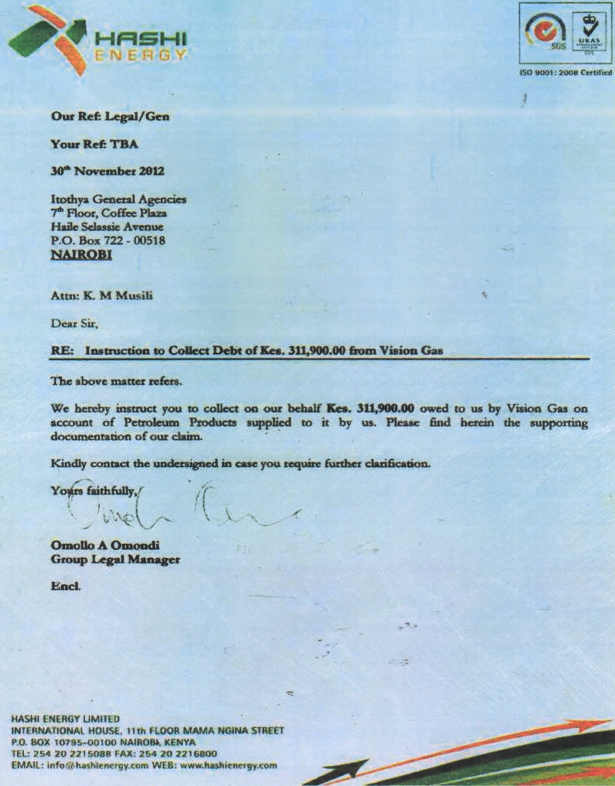 HASHI
ENERGY
SGS
UKAS
ISO 9001: 2008 Certified
Our Ref: Legal/Gen
Your Ref: TBA
30th November 2012
Itothya General Agencies
7th Floor, Coffee Plaza
Haile Selassie Avenue
P.O. Box 722 - 00518
NAIROBI
Attn: K. M Musili
Dear Sir,
RE: Instruction to Collect Debt of Kes. 311,900.00 from Vision Gas
The above matter refers.
We hereby instruct you to collect on our behalf Kes. 311,900.00 owed to us by Vision Gas on
account of Petroleum Products supplied to it by us. Please find herein the supporting
documentation of our claim.
Kindly contact the undersigned in case you require further clarification.
Yours faithfully,
Omollo A Omondi
Group Legal Manager
Encl.
HASHI ENERGY LIMITED
INTERNATIONAL HOUSE, 11th FLOOR MAMA NGINA STREET
P.O. BOX 10795-00100 NAIROBI, KENYA
TEL: 254 20 2215088 FAX: 254 20 2216800
EMAIL: info@hashienergy.com WEB: www.hashienergy.com